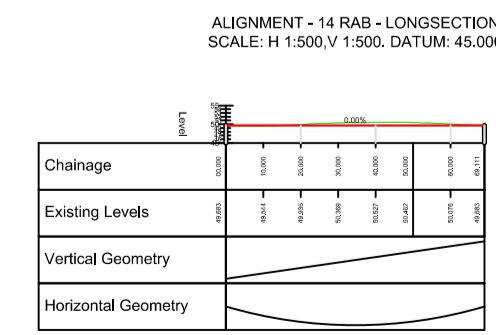 ALIGNMENT - 14 RAB - LONGSECTION
SCALE: H 1:500,V 1:500. DATUM: 45.000
Level
0.00%
Chainage 00,000 10,000 20,000 30,000 40,000 50,000 60,000 69,111
Existing Levels 49,683 49,544 49,935 50,369 50,527 50,462 50,076 49,683
Vertical Geometry
Horizontal Geometry